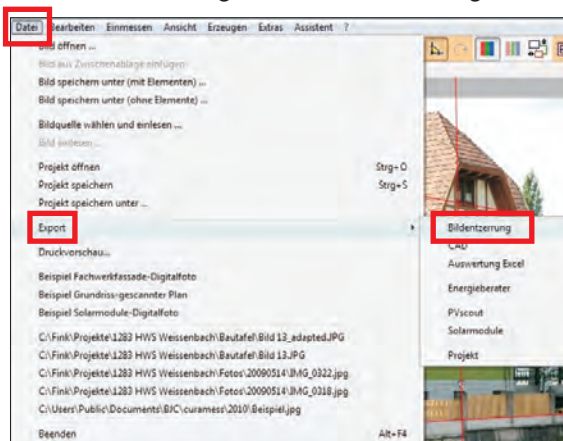 Datei Bearbeiten Einmessen Ansicht Erzeugen Extras Assistent ?
Bild öffnen ...
Bild aus Zwischenablage einfügen
Bild speichern unter (mit Elementen) ...
Bild speichern unter (ohne Elemente) ...
Bildquelle wählen und einlesen ...
Bild einlesen ...
Projekt öffnen Strg+O
Projekt speichern Strg+S
Projekt speichern unter ...
Export Bildentzerrung
CAD
Druckvorschau... Auswertung Excel
Beispiel Fachwerkfassade-Digitalfoto Energieberater
Beispiel Grundriss-gescannter Plan
Beispiel Solarmodule-Digitalfoto PVscout
Solarmodule
C:\Fink\Projekte\1283 HWS Weissenbach\Bautafel\Bild 13_adapted.JPG
C:\Fink\Projekte\1283 HWS Weissenbach\Bautafel\Bild 13.JPG Projekt
C:\Fink\Projekte\1283 HWS Weissenbach\Fotos\20090514\IMG_0322.jpg
C:\Fink\Projekte\1283 HWS Weissenbach\Fotos\20090514\IMG_0318.jpg
C:\Users\Public\Documents\BJC\curamess\2010\Beispiel.jpg
Beenden Alt+F4